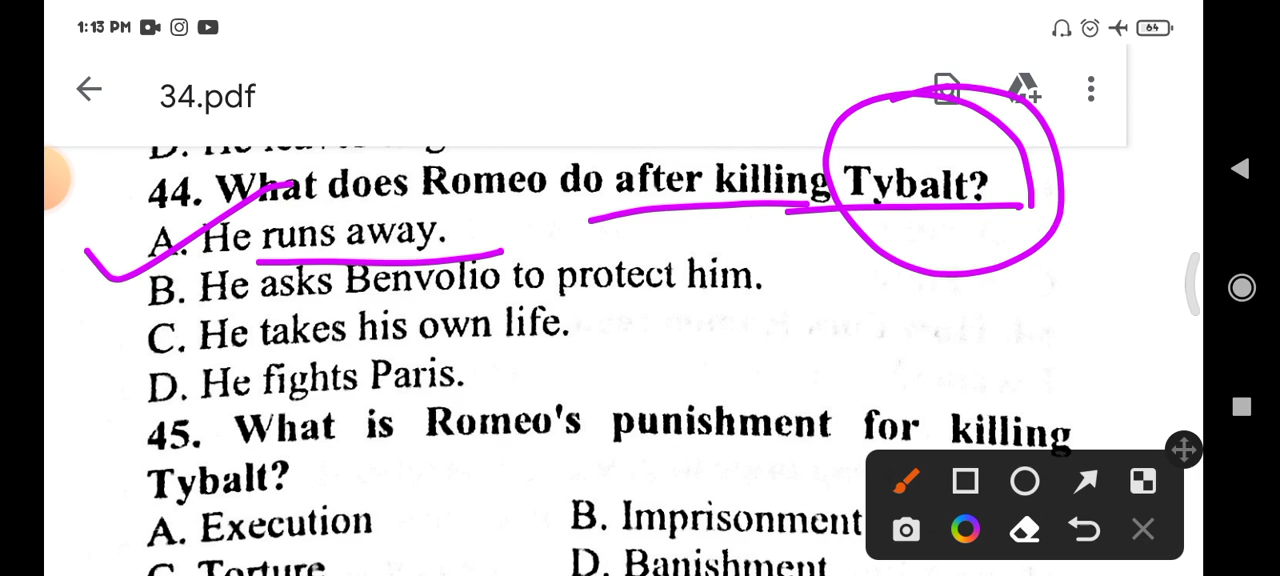 1:13 PM
64
34.pdf
44. What does Romeo do after killing Tybalt?
A. He runs away.
B. He asks Benvolio to protect him.
C. He takes his own life.
D. He fights Paris.
45. What is Romeo's punishment for killing
Tybalt?
A. Execution B. Imprisonment
C. Torture D. Banishment